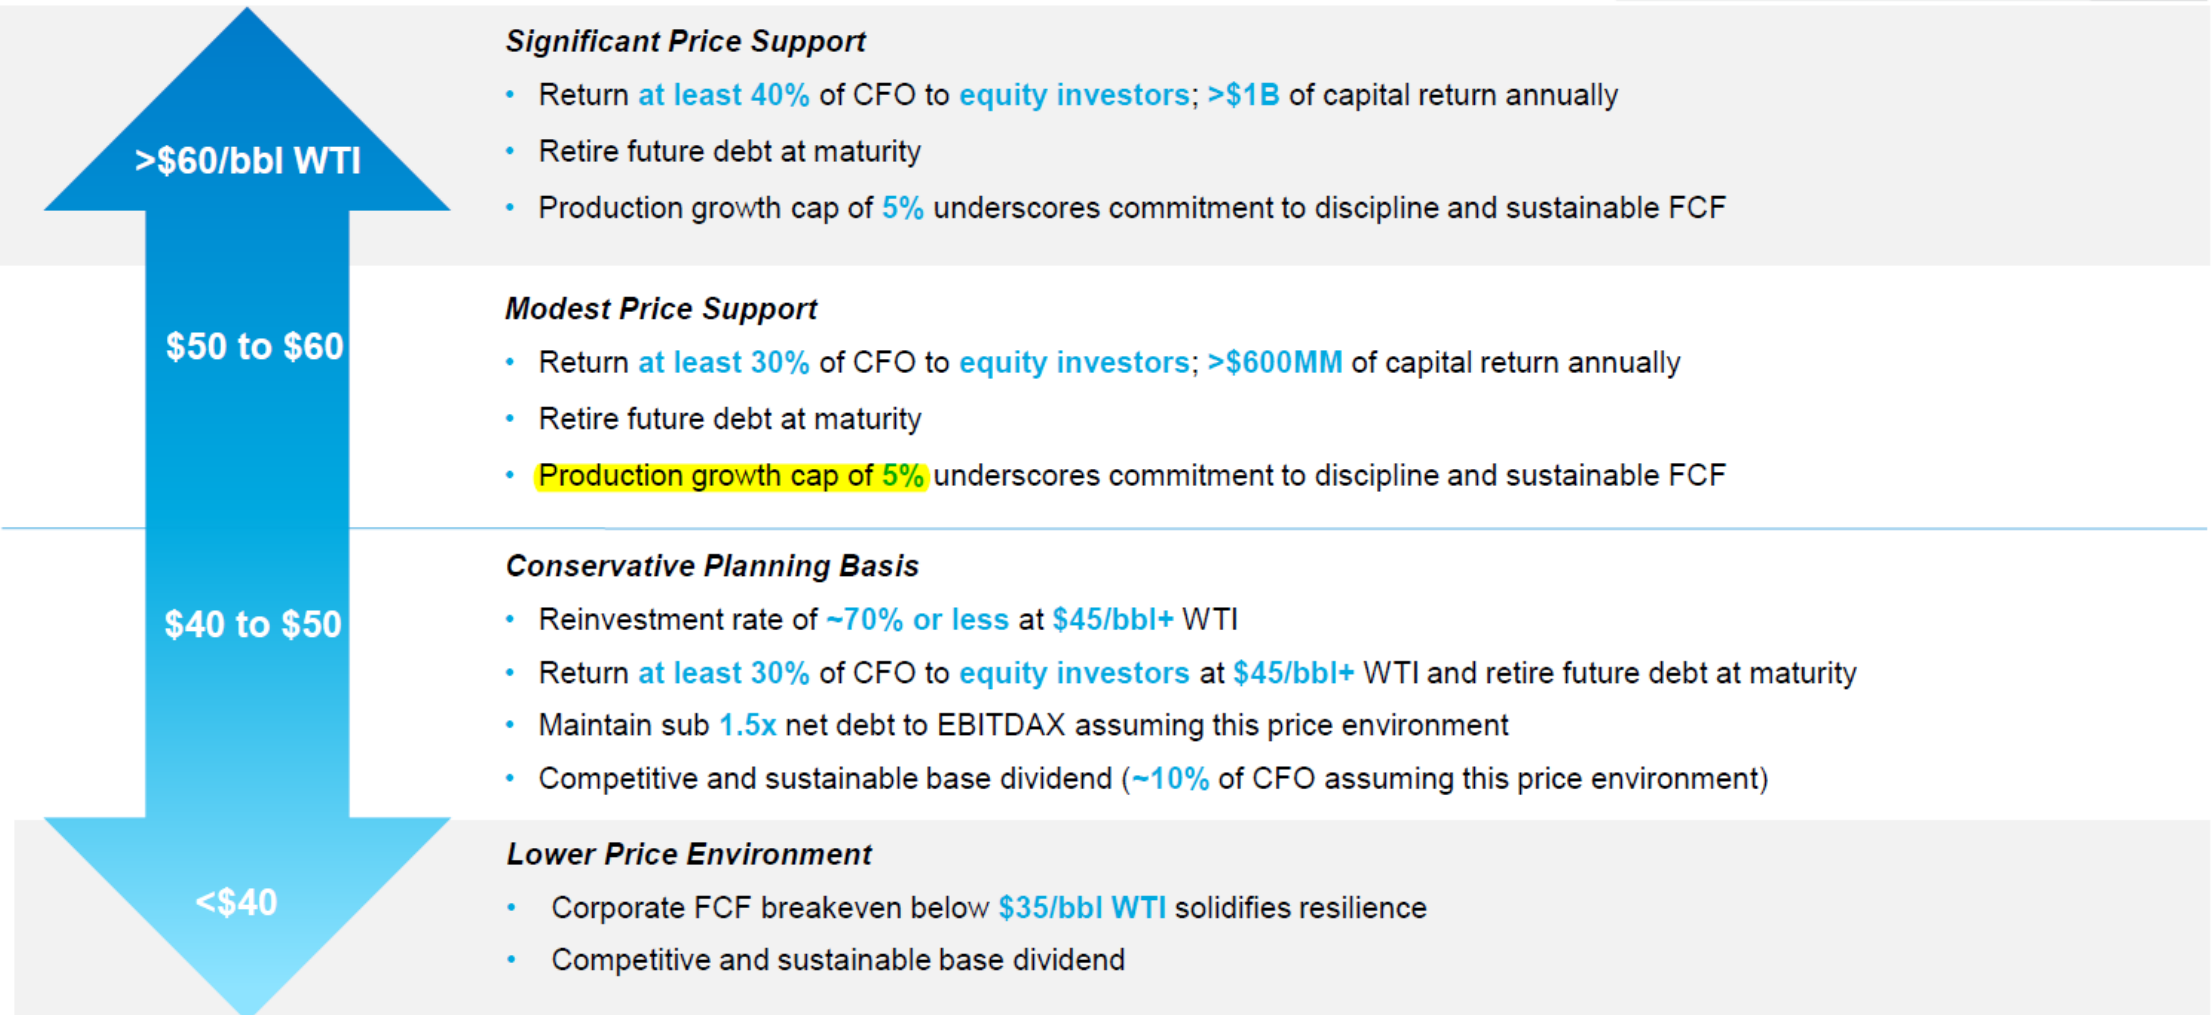 Significant Price Support
>$60/bbl WTI
• Return at least 40% of CFO to equity investors; >$1B of capital return annually
• Retire future debt at maturity
• Production growth cap of 5% underscores commitment to discipline and sustainable FCF
$50 to $60
Modest Price Support
• Return at least 30% of CFO to equity investors; >$600MM of capital return annually
• Retire future debt at maturity
• Production growth cap of 5% underscores commitment to discipline and sustainable FCF
$40 to $50
Conservative Planning Basis
• Reinvestment rate of ~70% or less at $45/bbl+ WTI
• Return at least 30% of CFO to equity investors at $45/bbl+ WTI and retire future debt at maturity
• Maintain sub 1.5x net debt to EBITDAX assuming this price environment
• Competitive and sustainable base dividend (~10% of CFO assuming this price environment)
<$40
Lower Price Environment
• Corporate FCF breakeven below $35/bbl WTI solidifies resilience
• Competitive and sustainable base dividend